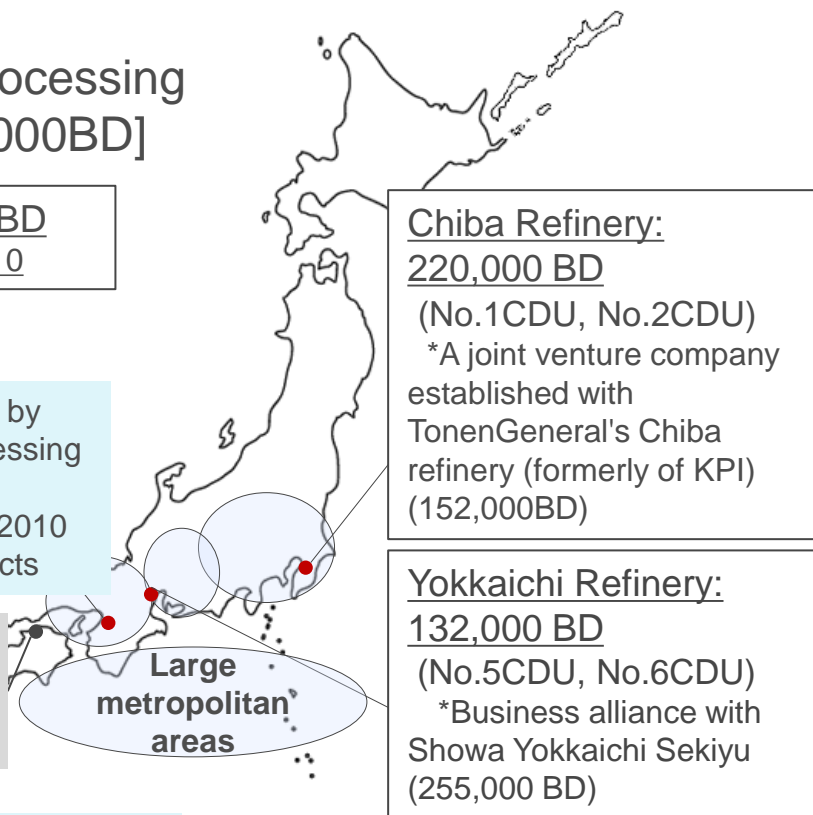 ocessing
000BD]
BD
0
by
essing
2010
cts
Chiba Refinery:
220,000 BD
(No.1CDU, No.2CDU)
*A joint venture company
established with
TonenGeneral's Chiba
refinery (formerly of KPI)
(152,000BD)
Yokkaichi Refinery:
132,000 BD
(No.5CDU, No.6CDU)
*Business alliance with
Showa Yokkaichi Sekiyu
(255,000 BD)
Large
metropolitan
areas